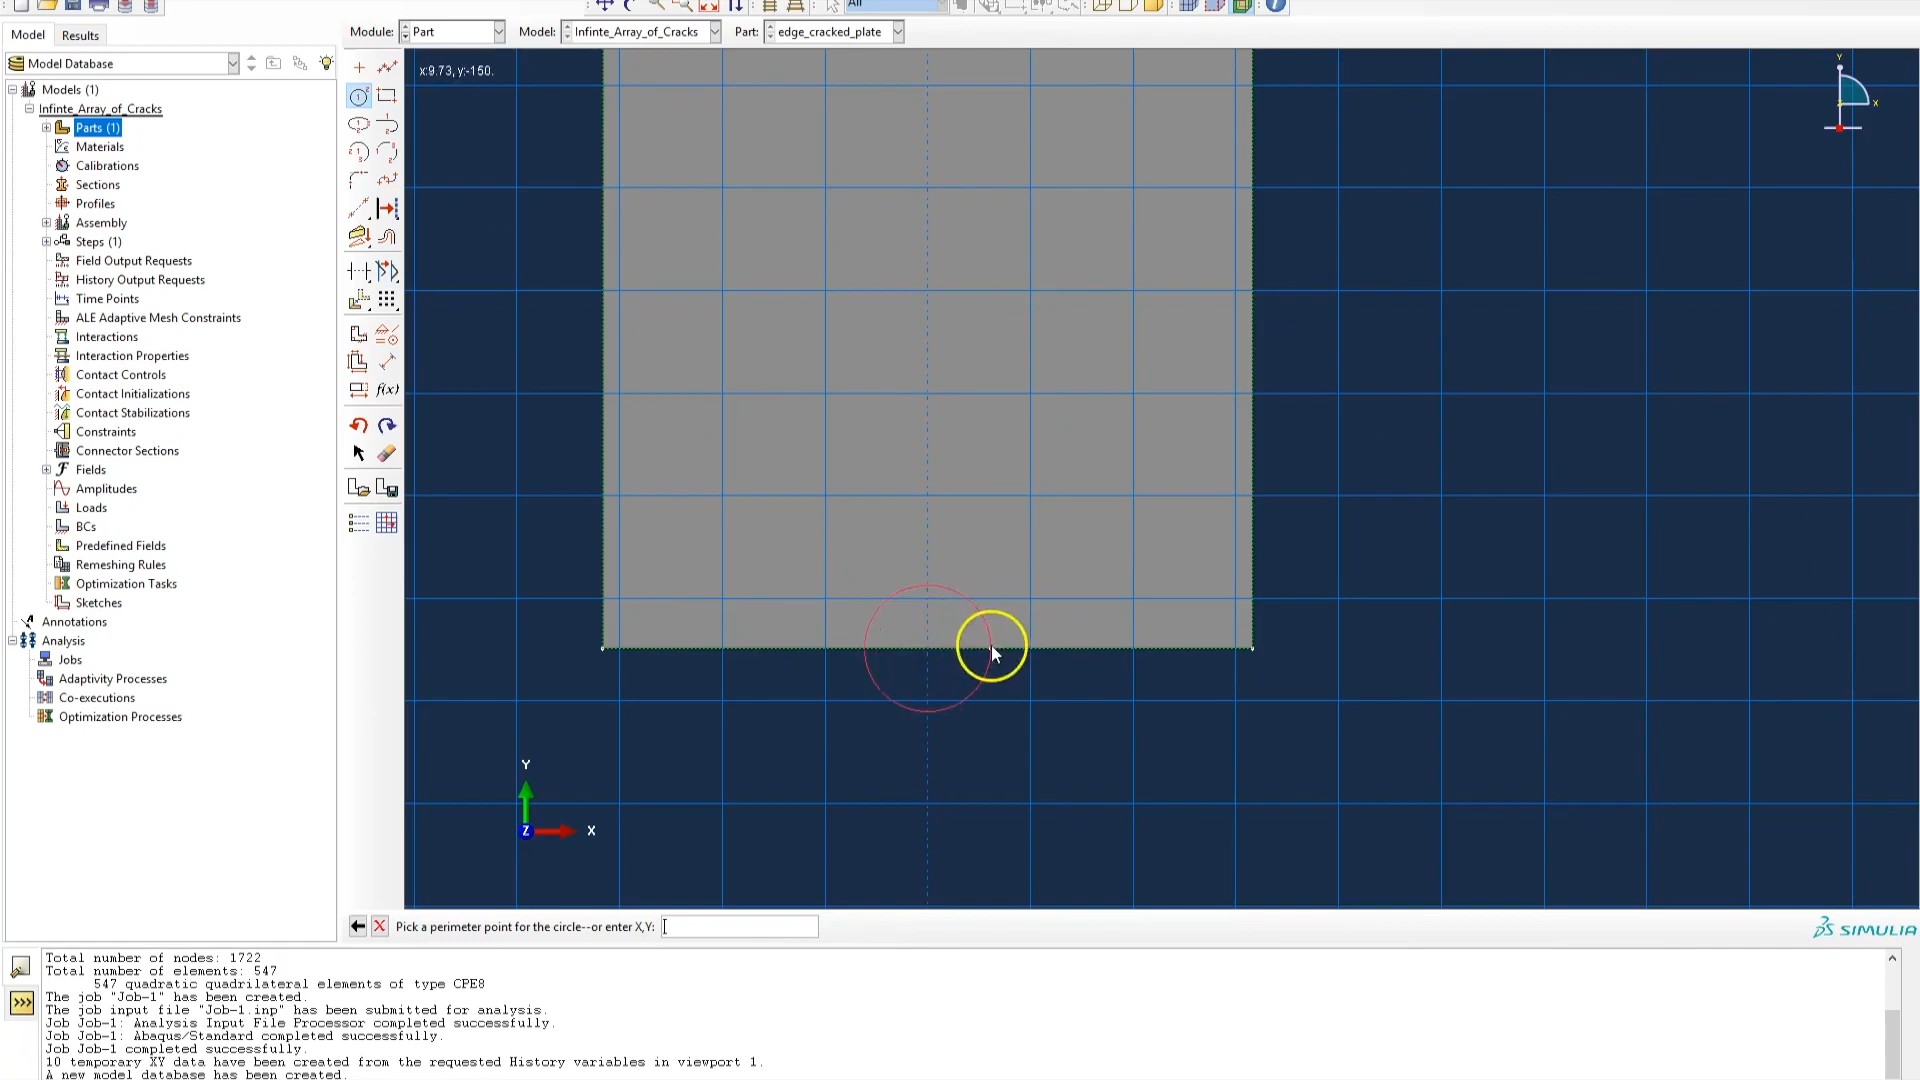 All
Model
Results
Module:
Part
Model:
Infinte_Array_of_Cracks
Part:
edge_cracked_plate
Model Database
Models (1)
Infinte_Array_of_Cracks
Parts (1)
Materials
Calibrations
Sections
Profiles
Assembly
Steps (1)
Field Output Requests
History Output Requests
Time Points
ALE Adaptive Mesh Constraints
Interactions
Interaction Properties
Contact Controls
Contact Initializations
Contact Stabilizations
Constraints
Connector Sections
Fields
Amplitudes
Loads
BCs
Predefined Fields
Remeshing Rules
Optimization Tasks
Sketches
Annotations
Analysis
Jobs
Adaptivity Processes
Co-executions
Optimization Processes
f(x)
x:9.73, y:-150.
Y
X
Y
Z
X
Pick a perimeter point for the circle--or enter X,Y:
SIMULIA
Total number of nodes: 1722
Total number of elements: 547
547 quadratic quadrilateral elements of type CPE8
The job "Job-1" has been created.
The job input file "Job-1.inp" has been submitted for analysis.
Job Job-1: Analysis Input File Processor completed successfully.
Job Job-1: Abaqus/Standard completed successfully.
Job Job-1 completed successfully.
10 temporary XY data have been created from the requested History variables in viewport 1.
A new model database has been created.